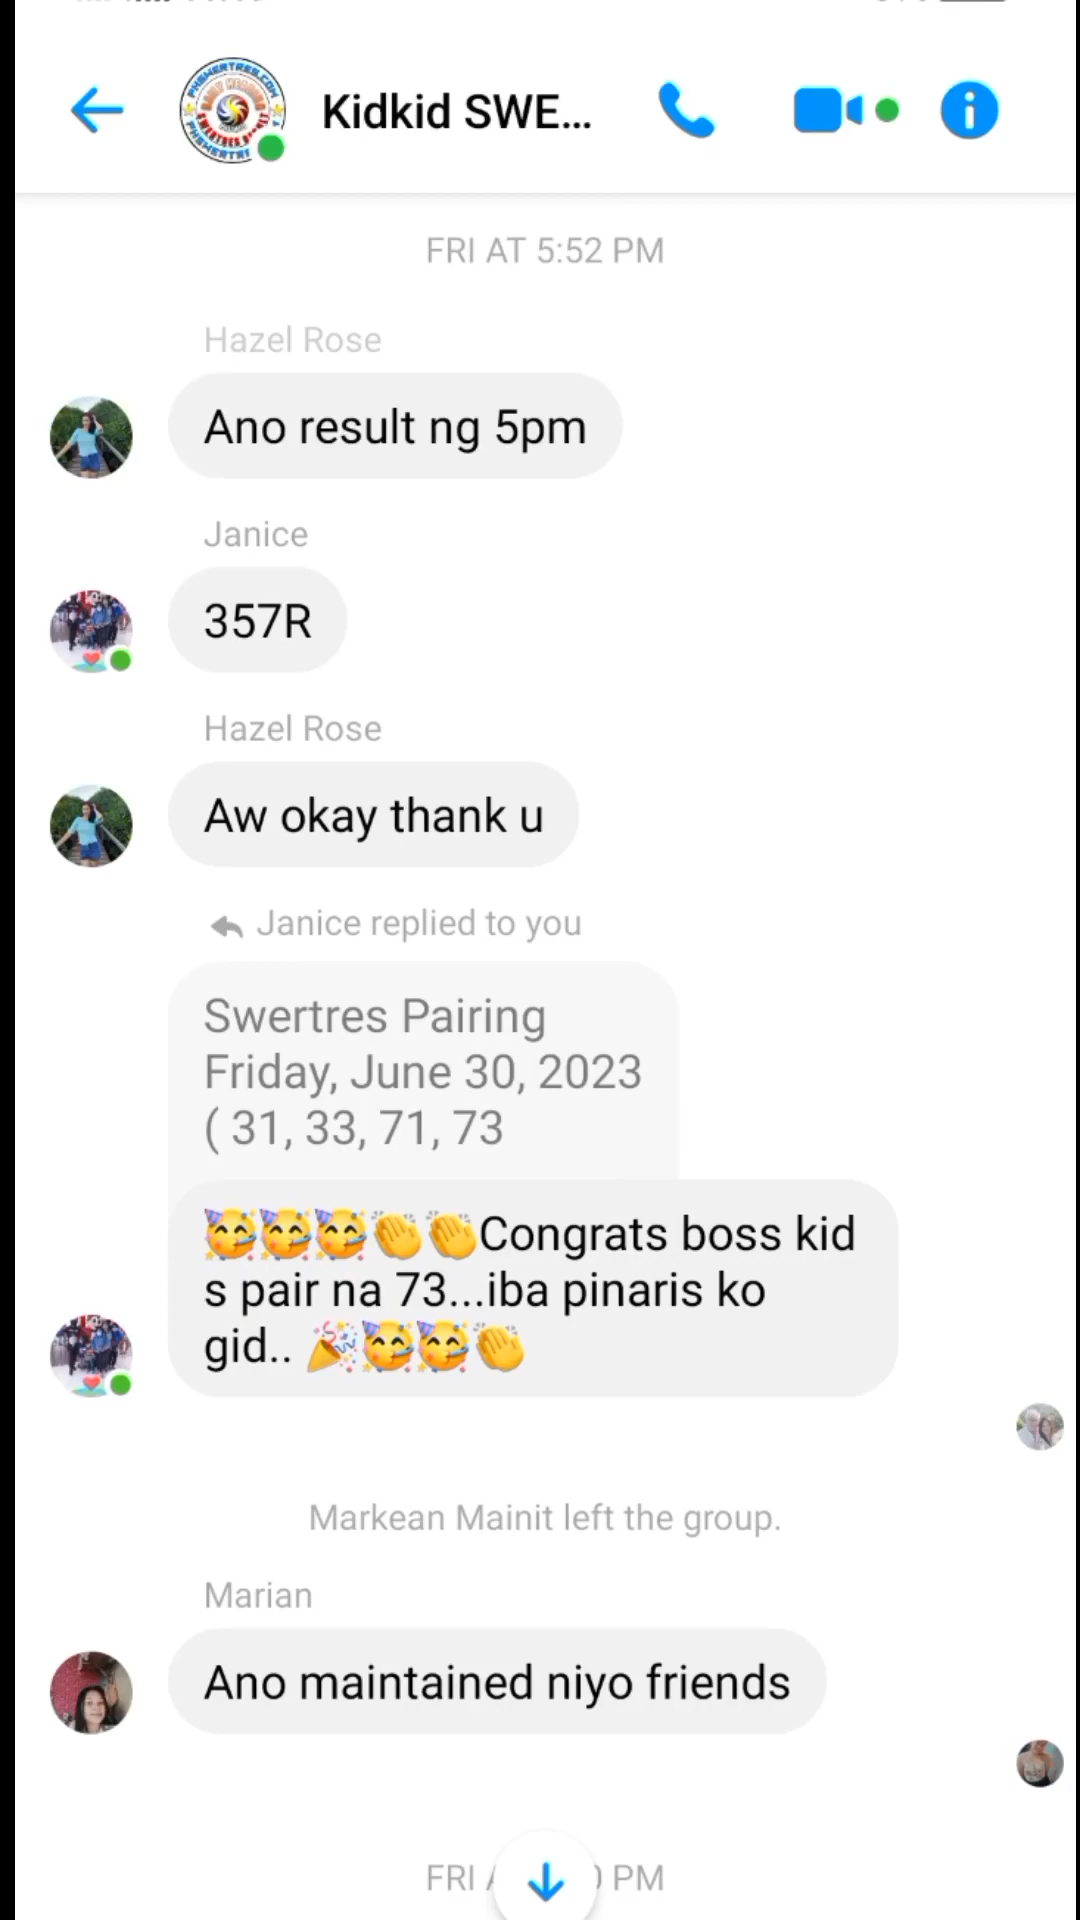 Kidkid SWE...
FRI AT 5:52 PM
Hazel Rose
Ano result ng 5pm
Janice
357R
Hazel Rose
Aw okay thank u
Janice replied to you
Swertres Pairing
Friday, June 30, 2023
( 31, 33, 71, 73
🥳🥳🥳👏👏Congrats boss kid
s pair na 73...iba pinaris ko
gid.. 🎉🥳🥳👏
Markean Mainit left the group.
Marian
Ano maintained niyo friends
FRI PM